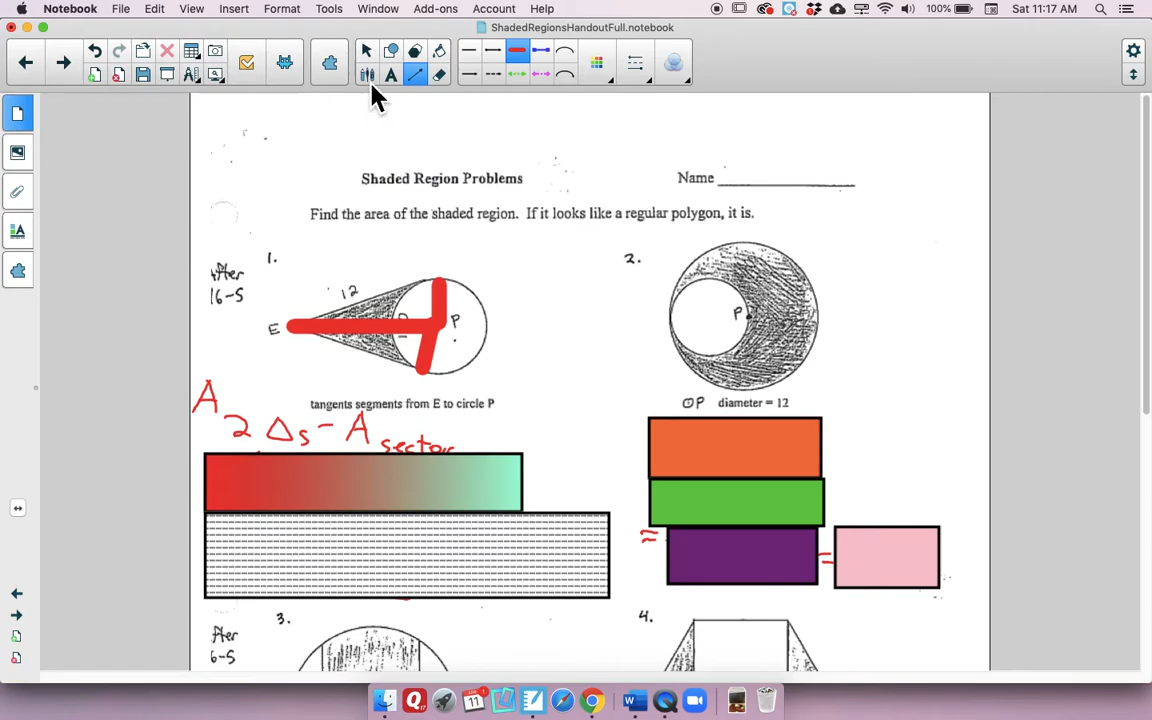 Notebook File Edit View Insert Format Tools Window Add-ons Account Help 100% Sat 11:17 AM
ShadedRegionsHandoutFull.notebook
Shaded Region Problems Name
Find the area of the shaded region. If it looks like a regular polygon, it is.
1. 2.
After
16-5
12
E P P
tangents segments from E to circle P
⊙P diameter = 12
A
2 Δs - A sector
≈ =
3. 4.
fter
6-5